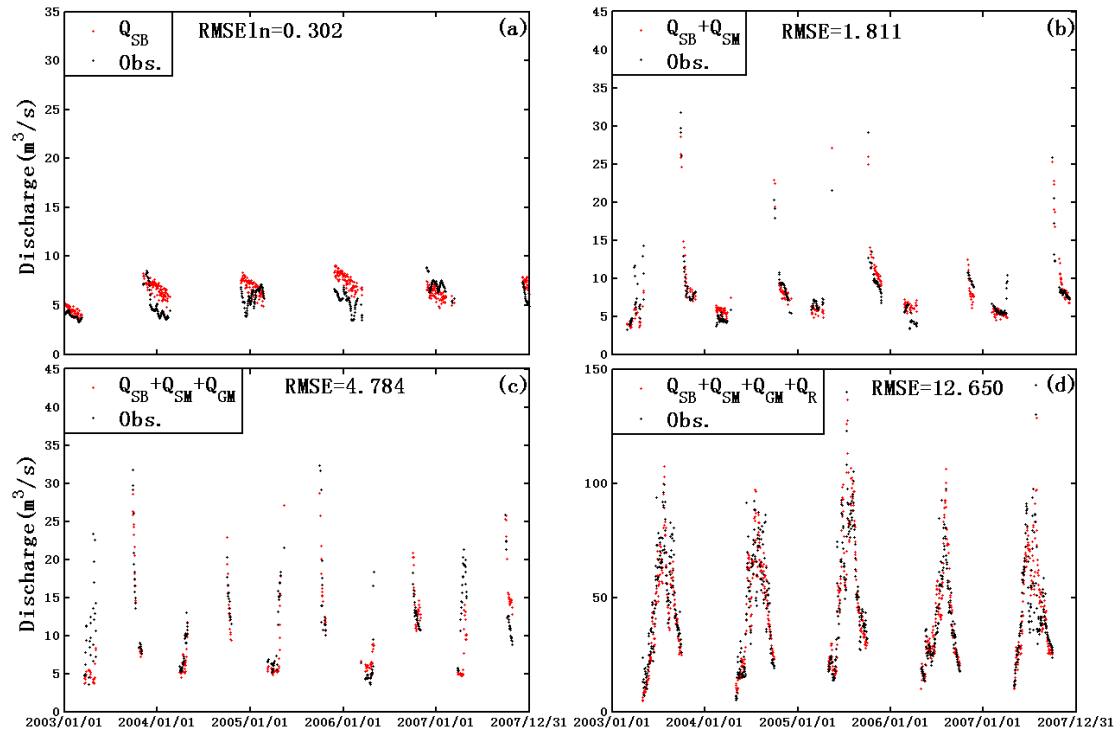 35
30
25
20
15
10
5
0
Discharge(m³/s)
Q_SB
Obs.
RMSEln=0.302
(a)
45
40
35
30
25
20
15
10
5
0
Q_SB+Q_SM
Obs.
RMSE=1.811
(b)
45
40
35
30
25
20
15
10
5
0
Discharge(m³/s)
Q_SB+Q_SM+Q_GM
Obs.
RMSE=4.784
(c)
2003/01/01 2004/01/01 2005/01/01 2006/01/01 2007/01/01 2007/12/31
150
100
50
0
Q_SB+Q_SM+Q_GM+Q_R
Obs.
RMSE=12.650
(d)
2003/01/01 2004/01/01 2005/01/01 2006/01/01 2007/01/01 2007/12/31